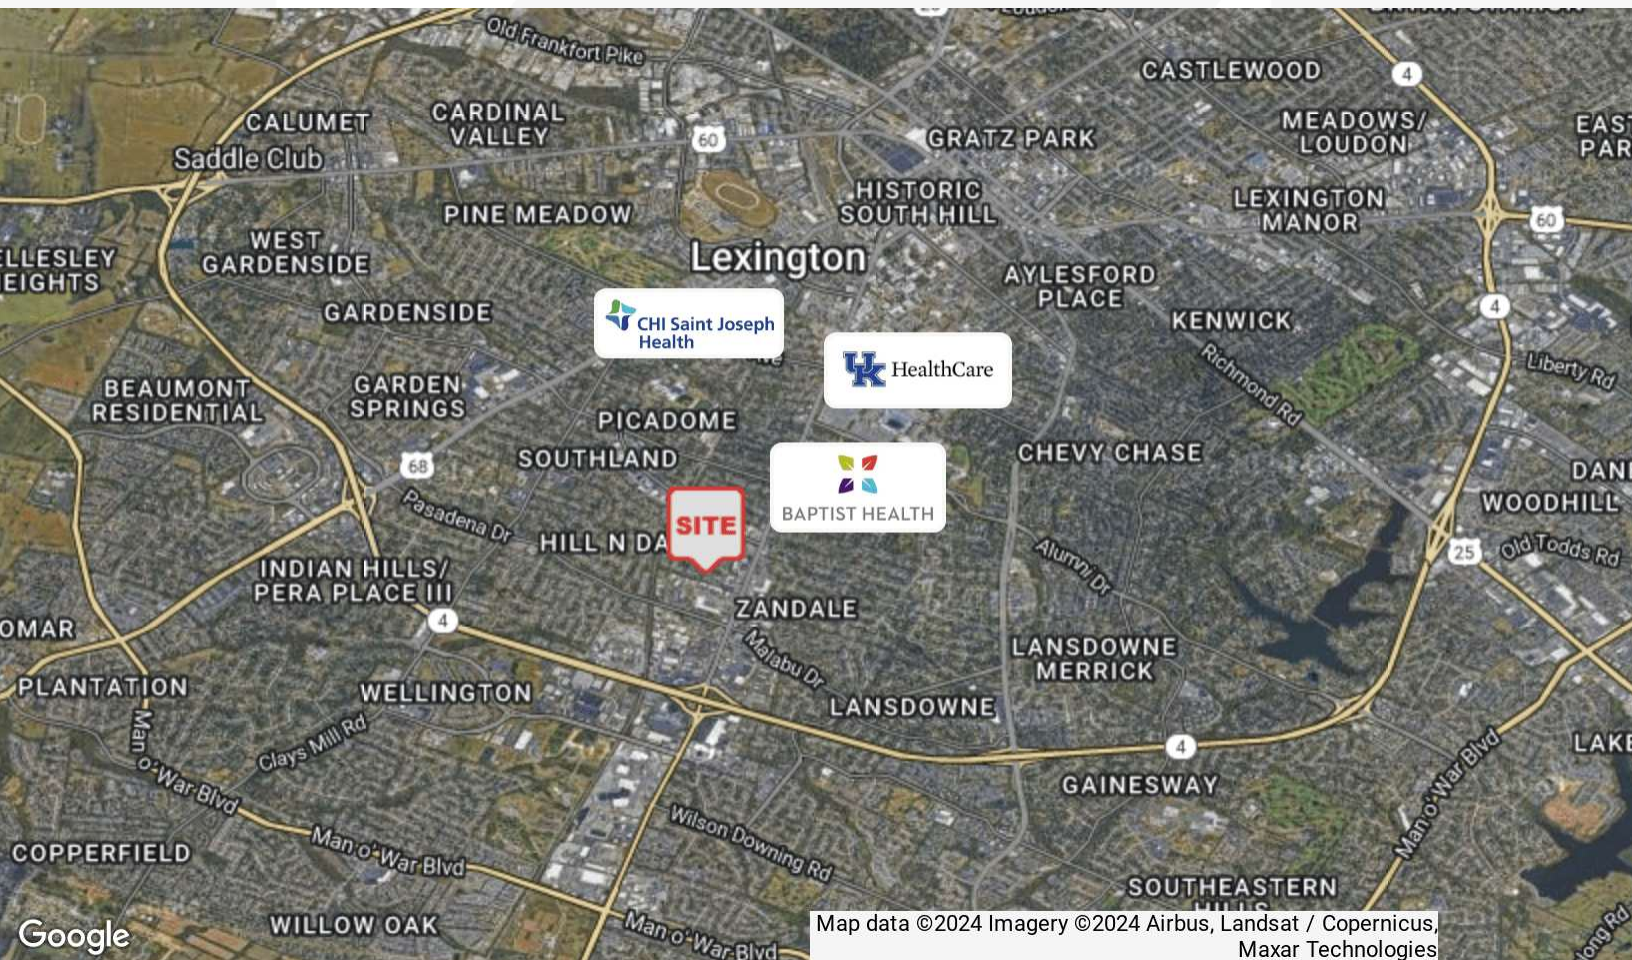 Old Frankfort Pike
CASTLEWOOD
4
CALUMET
CARDINAL
VALLEY
60
GRATZ PARK
MEADOWS/
LOUDON
Saddle Club
HISTORIC
SOUTH HILL
LEXINGTON
MANOR
60
PINE MEADOW
WEST
GARDENSIDE
Lexington
AYLESFORD
PLACE
GARDENSIDE
4
KENWICK
CHI Saint Joseph
Health
UK HealthCare
Richmond Rd
Liberty Rd
BEAUMONT
RESIDENTIAL
GARDEN
SPRINGS
PICADOME
68
SOUTHLAND
CHEVY CHASE
BAPTIST HEALTH
WOODHILL
Pasadena Dr
SITE
HILL N DA
Alumni Dr
25
Old Todds Rd
INDIAN HILLS/
PERA PLACE III
4
ZANDALE
OMAR
Malabu Dr
LANSDOWNE
MERRICK
PLANTATION
WELLINGTON
LANSDOWNE
Clays Mill Rd
4
LAKE
GAINESWAY
Man o' War Blvd
Man o' War Blvd
Wilson Downing Rd
COPPERFIELD
Man o' War Blvd
SOUTHEASTERN
HILLS
WILLOW OAK
Man o' War Blvd
Google
Map data ©2024 Imagery ©2024 Airbus, Landsat / Copernicus,
Maxar Technologies